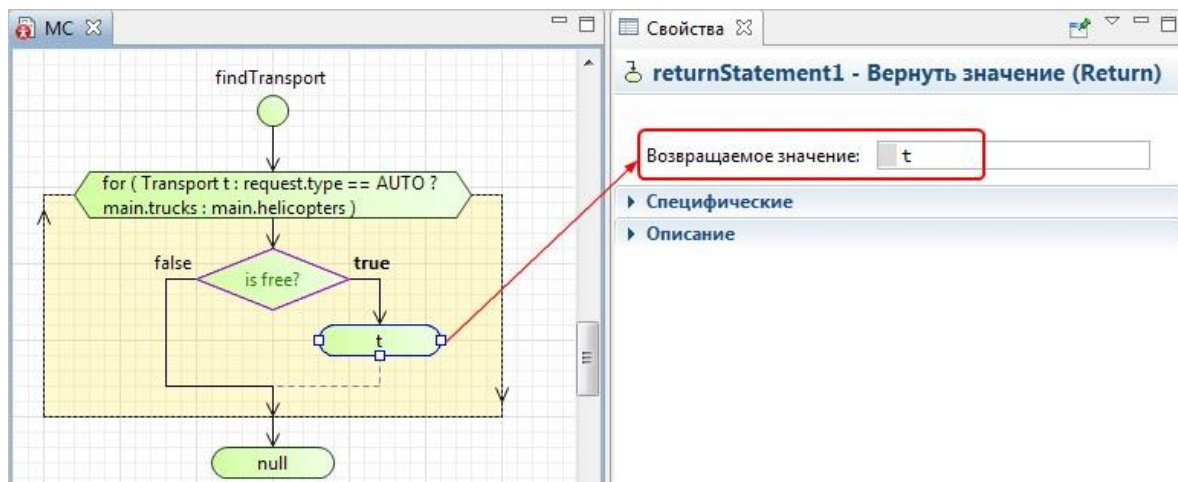 MC
findTransport
for ( Transport t : request.type == AUTO ?
main.trucks : main.helicopters )
false
true
is free?
t
null
Свойства
returnStatement1 - Вернуть значение (Return)
Возвращаемое значение: t
Специфические
Описание